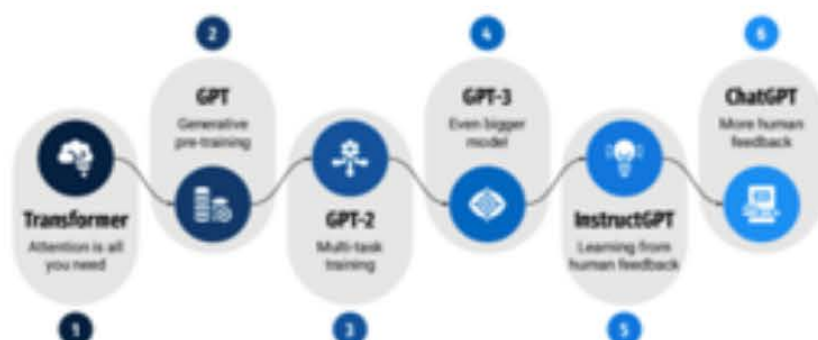 1
Transformer
Attention is all
you need
2
GPT
Generative
pre-training
3
GPT-2
Multi-task
training
4
GPT-3
Even bigger
model
5
InstructGPT
Learning from
human feedback
6
ChatGPT
More human
feedback